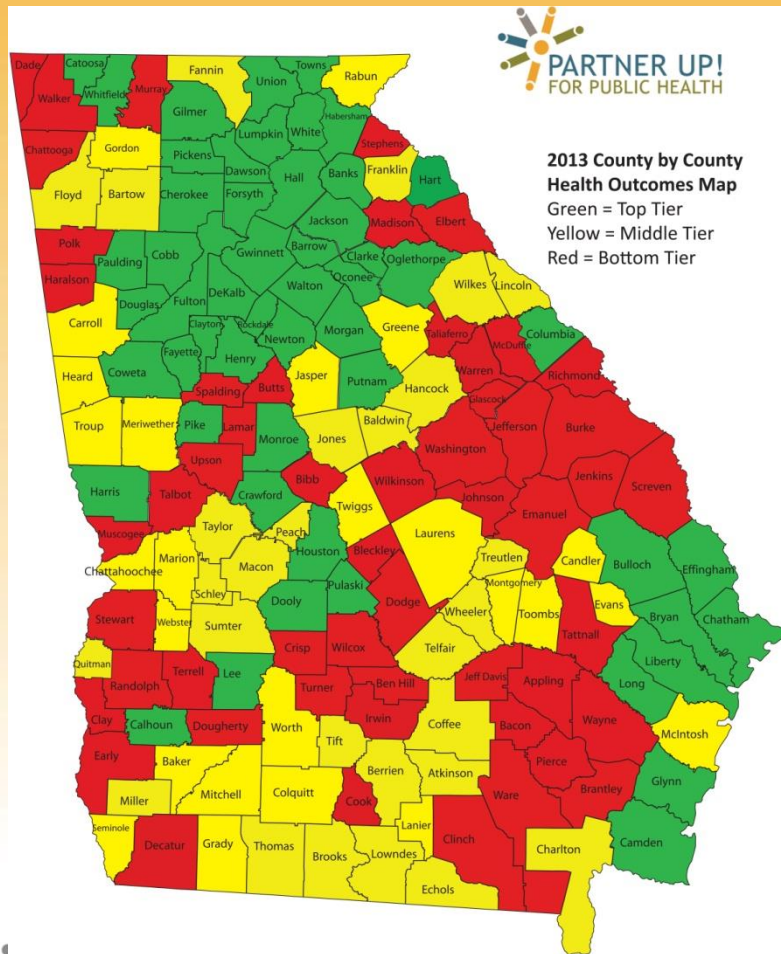 PARTNER UP!
FOR PUBLIC HEALTH
2013 County by County
Health Outcomes Map
Green = Top Tier
Yellow = Middle Tier
Red = Bottom Tier
Dade
Catoosa
Walker
Whitfield
Murray
Fannin
Union
Towns
Rabun
Gilmer
Habersham
Lumpkin
White
Stephens
Chattooga
Gordon
Pickens
Dawson
Banks
Franklin
Hart
Floyd
Bartow
Cherokee
Forsyth
Hall
Jackson
Madison
Elbert
Polk
Paulding
Cobb
Gwinnett
Barrow
Clarke
Oglethorpe
Haralson
Douglas
Fulton
DeKalb
Walton
Oconee
Wilkes
Lincoln
Carroll
Clayton
Rockdale
Newton
Morgan
Greene
Taliaferro
McDuffie
Columbia
Heard
Coweta
Fayette
Henry
Jasper
Putnam
Hancock
Warren
Richmond
Troup
Meriwether
Spalding
Butts
Pike
Lamar
Monroe
Jones
Baldwin
Glascock
Jefferson
Burke
Upson
Washington
Harris
Talbot
Crawford
Bibb
Wilkinson
Jenkins
Screven
Muscogee
Taylor
Peach
Twiggs
Johnson
Emanuel
Chattahoochee
Marion
Macon
Houston
Bleckley
Laurens
Treutlen
Candler
Bulloch
Effingham
Schley
Pulaski
Dodge
Montgomery
Evans
Stewart
Webster
Sumter
Dooly
Wheeler
Toombs
Tattnall
Bryan
Chatham
Quitman
Crisp
Wilcox
Telfair
Liberty
Randolph
Terrell
Lee
Turner
Ben Hill
Jeff Davis
Appling
Long
Clay
Calhoun
Dougherty
Worth
Irwin
Coffee
Bacon
Wayne
McIntosh
Early
Baker
Tift
Pierce
Miller
Mitchell
Colquitt
Berrien
Atkinson
Ware
Brantley
Glynn
Seminole
Cook
Decatur
Grady
Thomas
Brooks
Lanier
Lowndes
Clinch
Charlton
Camden
Echols